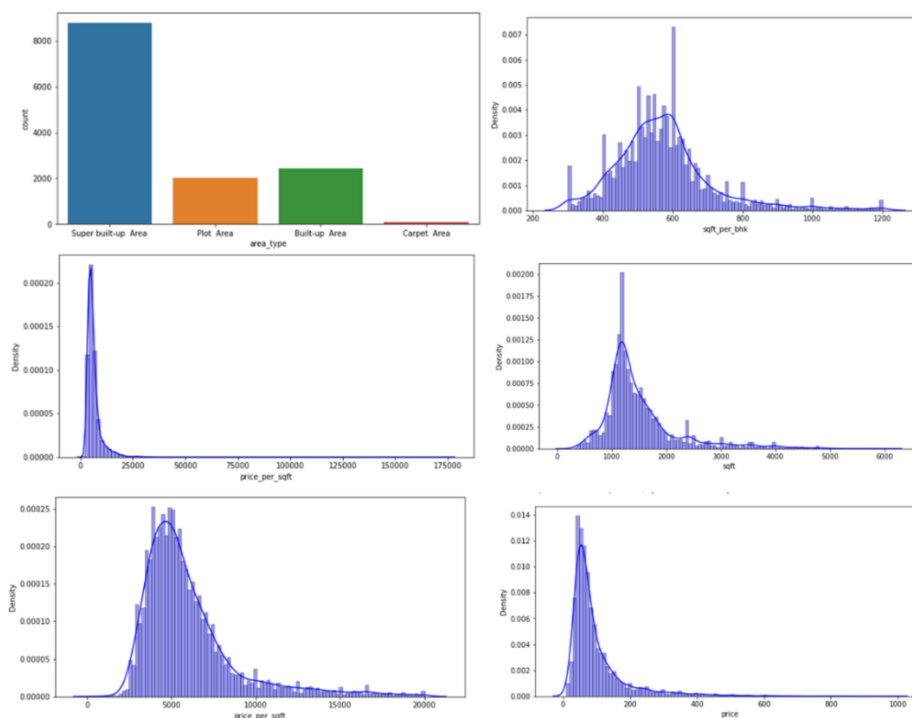 8000
6000
4000
2000
0
count
Super built-up Area
Plot Area
Built-up Area
Carpet Area
area_type
0.007
0.006
0.005
0.004
0.003
0.002
0.001
0.000
Density
200 400 600 800 1000 1200
sqft_per_bhk
0.00020
0.00015
0.00010
0.00005
0.00000
Density
0 25000 50000 75000 100000 125000 150000 175000
price_per_sqft
0.00200
0.00175
0.00150
0.00125
0.00100
0.00075
0.00050
0.00025
0.00000
Density
0 1000 2000 3000 4000 5000 6000
sqft
0.00025
0.00020
0.00015
0.00010
0.00005
0.00000
Density
0 5000 10000 15000 20000
price_per_sqft
0.014
0.012
0.010
0.008
0.006
0.004
0.002
0.000
Density
0 200 400 600 800 1000
price